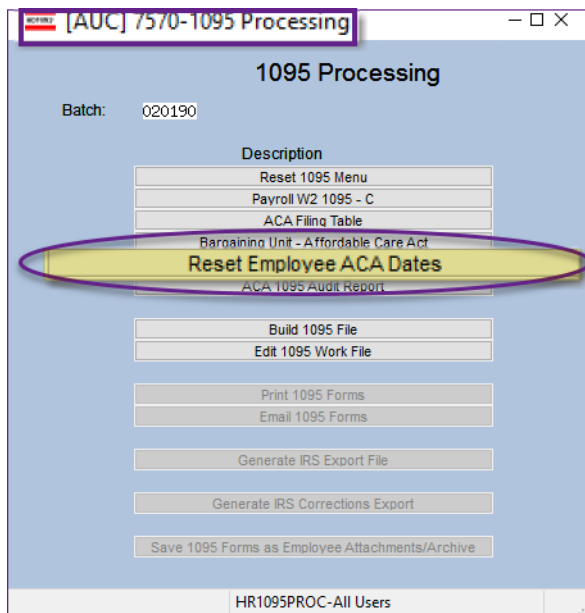 [AUC] 7570-1095 Processing
1095 Processing
Batch: 020190
Description
Reset 1095 Menu
Payroll W2 1095 - C
ACA Filing Table
Bargaining Unit - Affordable Care Act
Reset Employee ACA Dates
ACA 1095 Audit Report
Build 1095 File
Edit 1095 Work File
Print 1095 Forms
Email 1095 Forms
Generate IRS Export File
Generate IRS Corrections Export
Save 1095 Forms as Employee Attachments/Archive
HR1095PROC-All Users